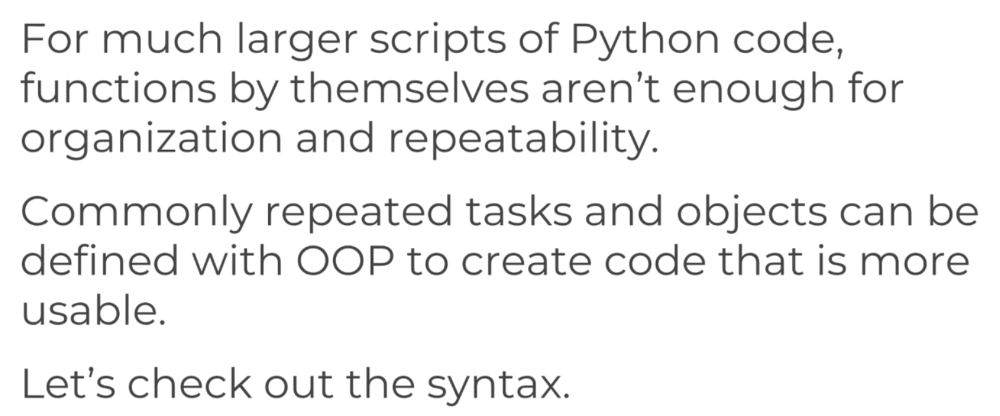 For much larger scripts of Python code,
functions by themselves aren’t enough for
organization and repeatability.
Commonly repeated tasks and objects can be
defined with OOP to create code that is more
usable.
Let’s check out the syntax.